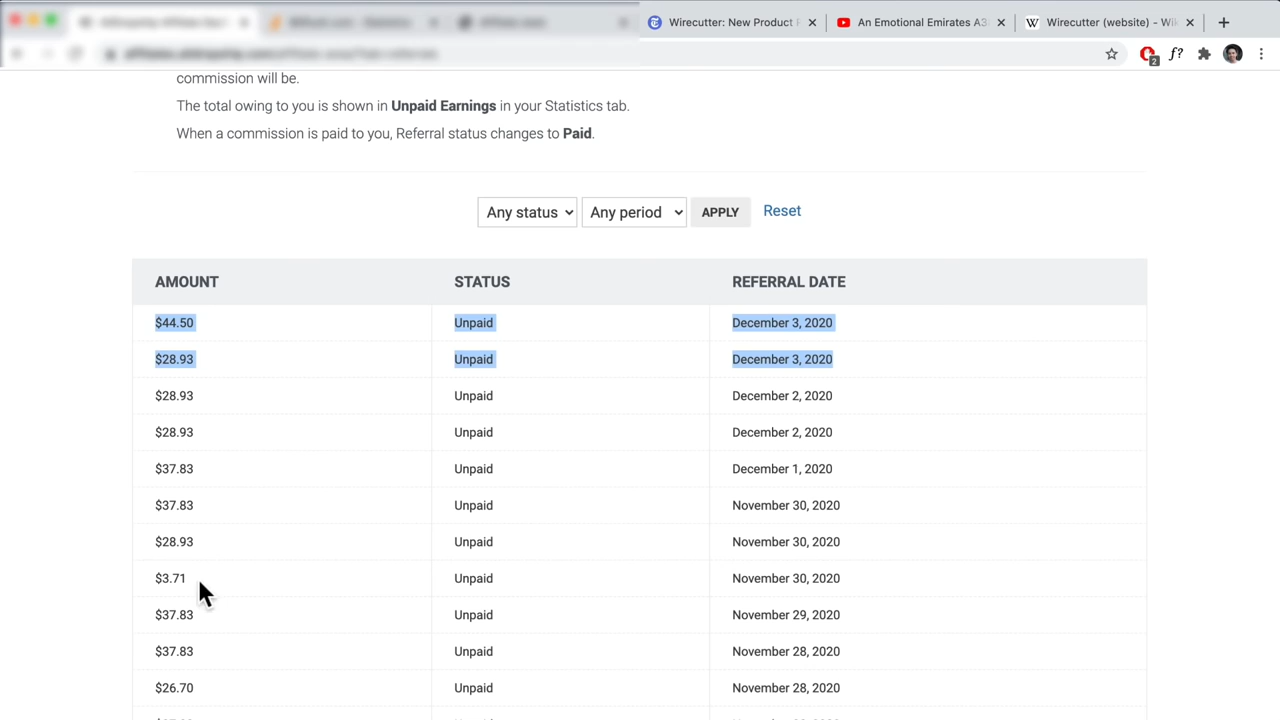 Wirecutter: New Product
An Emotional Emirates A3
Wirecutter (website) - Wik
2
f?
commission will be.
The total owing to you is shown in Unpaid Earnings in your Statistics tab.
When a commission is paid to you, Referral status changes to Paid.
Any status Any period APPLY Reset
AMOUNT STATUS REFERRAL DATE
$44.50 Unpaid December 3, 2020
$28.93 Unpaid December 3, 2020
$28.93 Unpaid December 2, 2020
$28.93 Unpaid December 2, 2020
$37.83 Unpaid December 1, 2020
$37.83 Unpaid November 30, 2020
$28.93 Unpaid November 30, 2020
$3.71 Unpaid November 30, 2020
$37.83 Unpaid November 29, 2020
$37.83 Unpaid November 28, 2020
$26.70 Unpaid November 28, 2020